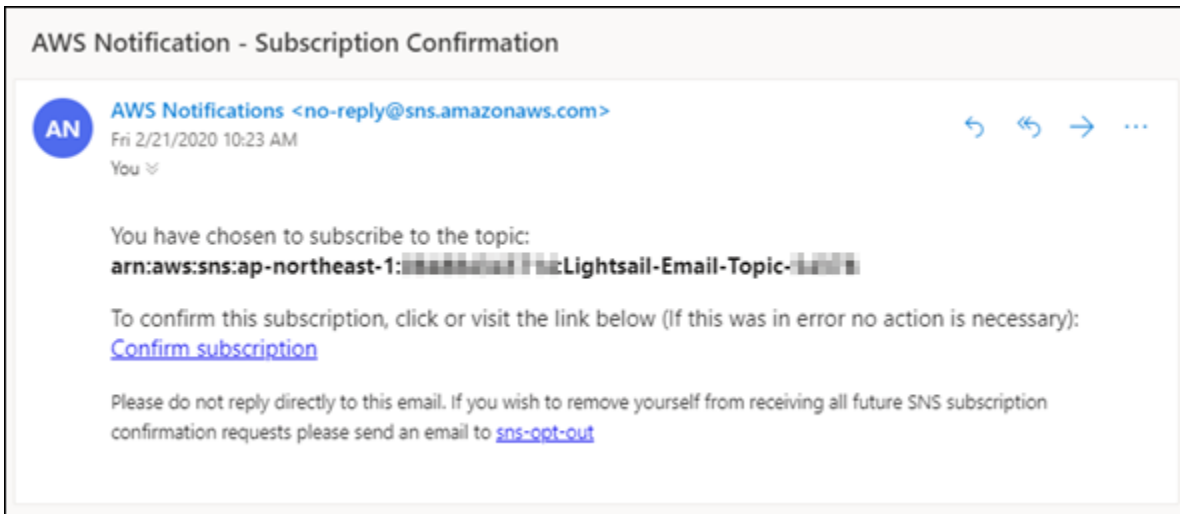 AWS Notification - Subscription Confirmation
AN
AWS Notifications <no-reply@sns.amazonaws.com>
Fri 2/21/2020 10:23 AM
You
You have chosen to subscribe to the topic:
arn:aws:sns:ap-northeast-1: :Lightsail-Email-Topic-
To confirm this subscription, click or visit the link below (If this was in error no action is necessary):
Confirm subscription
Please do not reply directly to this email. If you wish to remove yourself from receiving all future SNS subscription
confirmation requests please send an email to sns-opt-out